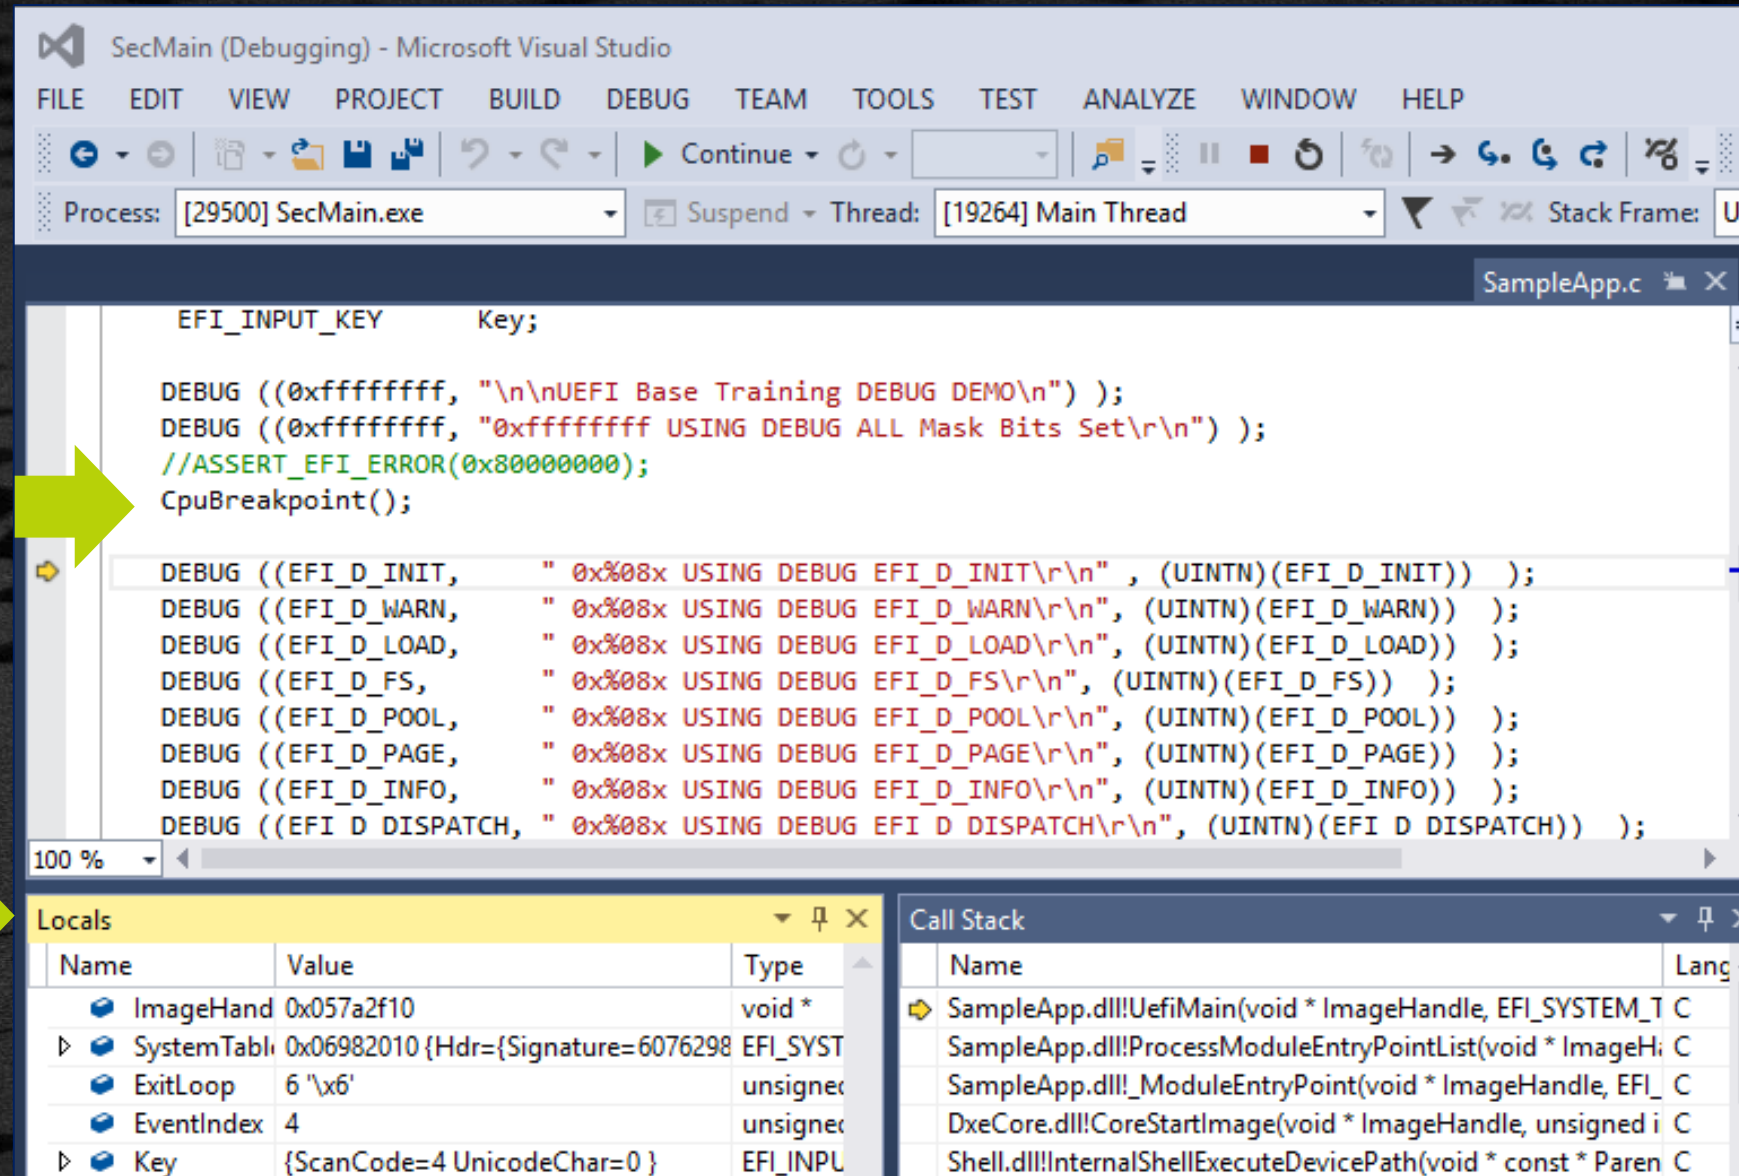 SecMain (Debugging) - Microsoft Visual Studio
FILE EDIT VIEW PROJECT BUILD DEBUG TEAM TOOLS TEST ANALYZE WINDOW HELP
Continue
Process: [29500] SecMain.exe Suspend Thread: [19264] Main Thread Stack Frame: U
SampleApp.c
EFI_INPUT_KEY Key;
DEBUG ((0xffffffff, "\n\nUEFI Base Training DEBUG DEMO\n") );
DEBUG ((0xffffffff, "0xffffffff USING DEBUG ALL Mask Bits Set\r\n") );
//ASSERT_EFI_ERROR(0x80000000);
CpuBreakpoint();
DEBUG ((EFI_D_INIT, " 0x%08x USING DEBUG EFI_D_INIT\r\n" , (UINTN)(EFI_D_INIT)) );
DEBUG ((EFI_D_WARN, " 0x%08x USING DEBUG EFI_D_WARN\r\n", (UINTN)(EFI_D_WARN)) );
DEBUG ((EFI_D_LOAD, " 0x%08x USING DEBUG EFI_D_LOAD\r\n", (UINTN)(EFI_D_LOAD)) );
DEBUG ((EFI_D_FS, " 0x%08x USING DEBUG EFI_D_FS\r\n", (UINTN)(EFI_D_FS)) );
DEBUG ((EFI_D_POOL, " 0x%08x USING DEBUG EFI_D_POOL\r\n", (UINTN)(EFI_D_POOL)) );
DEBUG ((EFI_D_PAGE, " 0x%08x USING DEBUG EFI_D_PAGE\r\n", (UINTN)(EFI_D_PAGE)) );
DEBUG ((EFI_D_INFO, " 0x%08x USING DEBUG EFI_D_INFO\r\n", (UINTN)(EFI_D_INFO)) );
DEBUG ((EFI_D_DISPATCH, " 0x%08x USING DEBUG EFI_D_DISPATCH\r\n", (UINTN)(EFI_D_DISPATCH)) );
100 %
Locals
Name Value Type
ImageHand 0x057a2f10 void *
SystemTabl 0x06982010 {Hdr={Signature=6076298 EFI_SYST
ExitLoop 6 '\x6' unsigned
EventIndex 4 unsigned
Key {ScanCode=4 UnicodeChar=0 } EFI_INPU
Call Stack
Name Lang
SampleApp.dll!UefiMain(void * ImageHandle, EFI_SYSTEM_T C
SampleApp.dll!ProcessModuleEntryPointList(void * ImageHa C
SampleApp.dll!_ModuleEntryPoint(void * ImageHandle, EFI_ C
DxeCore.dll!CoreStartImage(void * ImageHandle, unsigned i C
Shell.dll!InternalShellExecuteDevicePath(void * const * Paren C